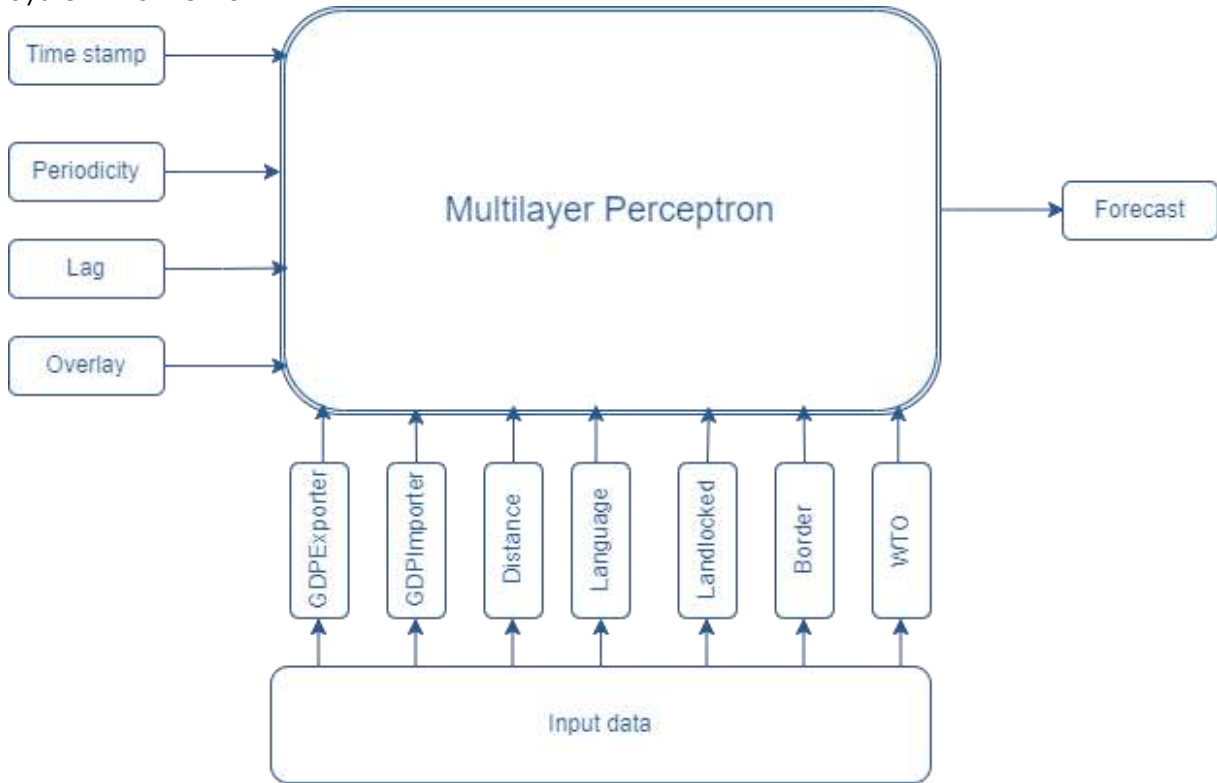 Time stamp
Periodicity
Multilayer Perceptron
Forecast
Lag
Overlay
GDPExporter
GDPImporter
Distance
Language
Landlocked
Border
WTO
Input data